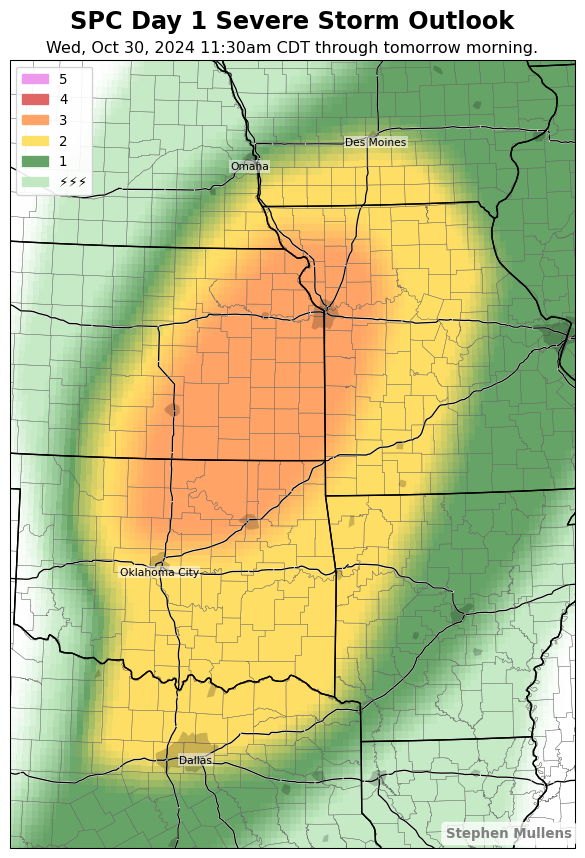 SPC Day 1 Severe Storm Outlook
Wed, Oct 30, 2024 11:30am CDT through tomorrow morning.
5
4
3
2
1
⚡⚡⚡
Des Moines
Omaha
Oklahoma City
Dallas
Stephen Mullens